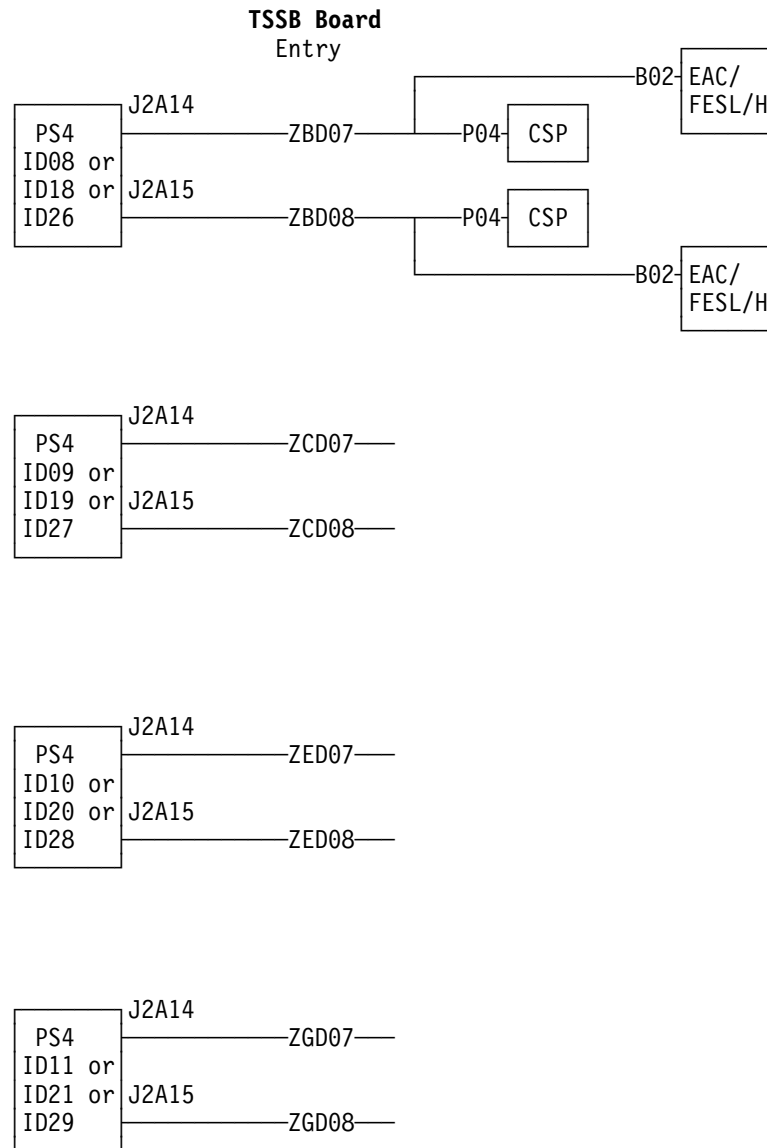 TSSB Board
Entry
B02 EAC/
FESL/H
J2A14
PS4 ZBD07 P04 CSP
ID08 or
ID18 or J2A15
ID26 ZBD08 P04 CSP
B02 EAC/
FESL/H
J2A14
PS4 ZCD07
ID09 or
ID19 or J2A15
ID27 ZCD08
J2A14
PS4 ZED07
ID10 or
ID20 or J2A15
ID28 ZED08
J2A14
PS4 ZGD07
ID11 or
ID21 or J2A15
ID29 ZGD08